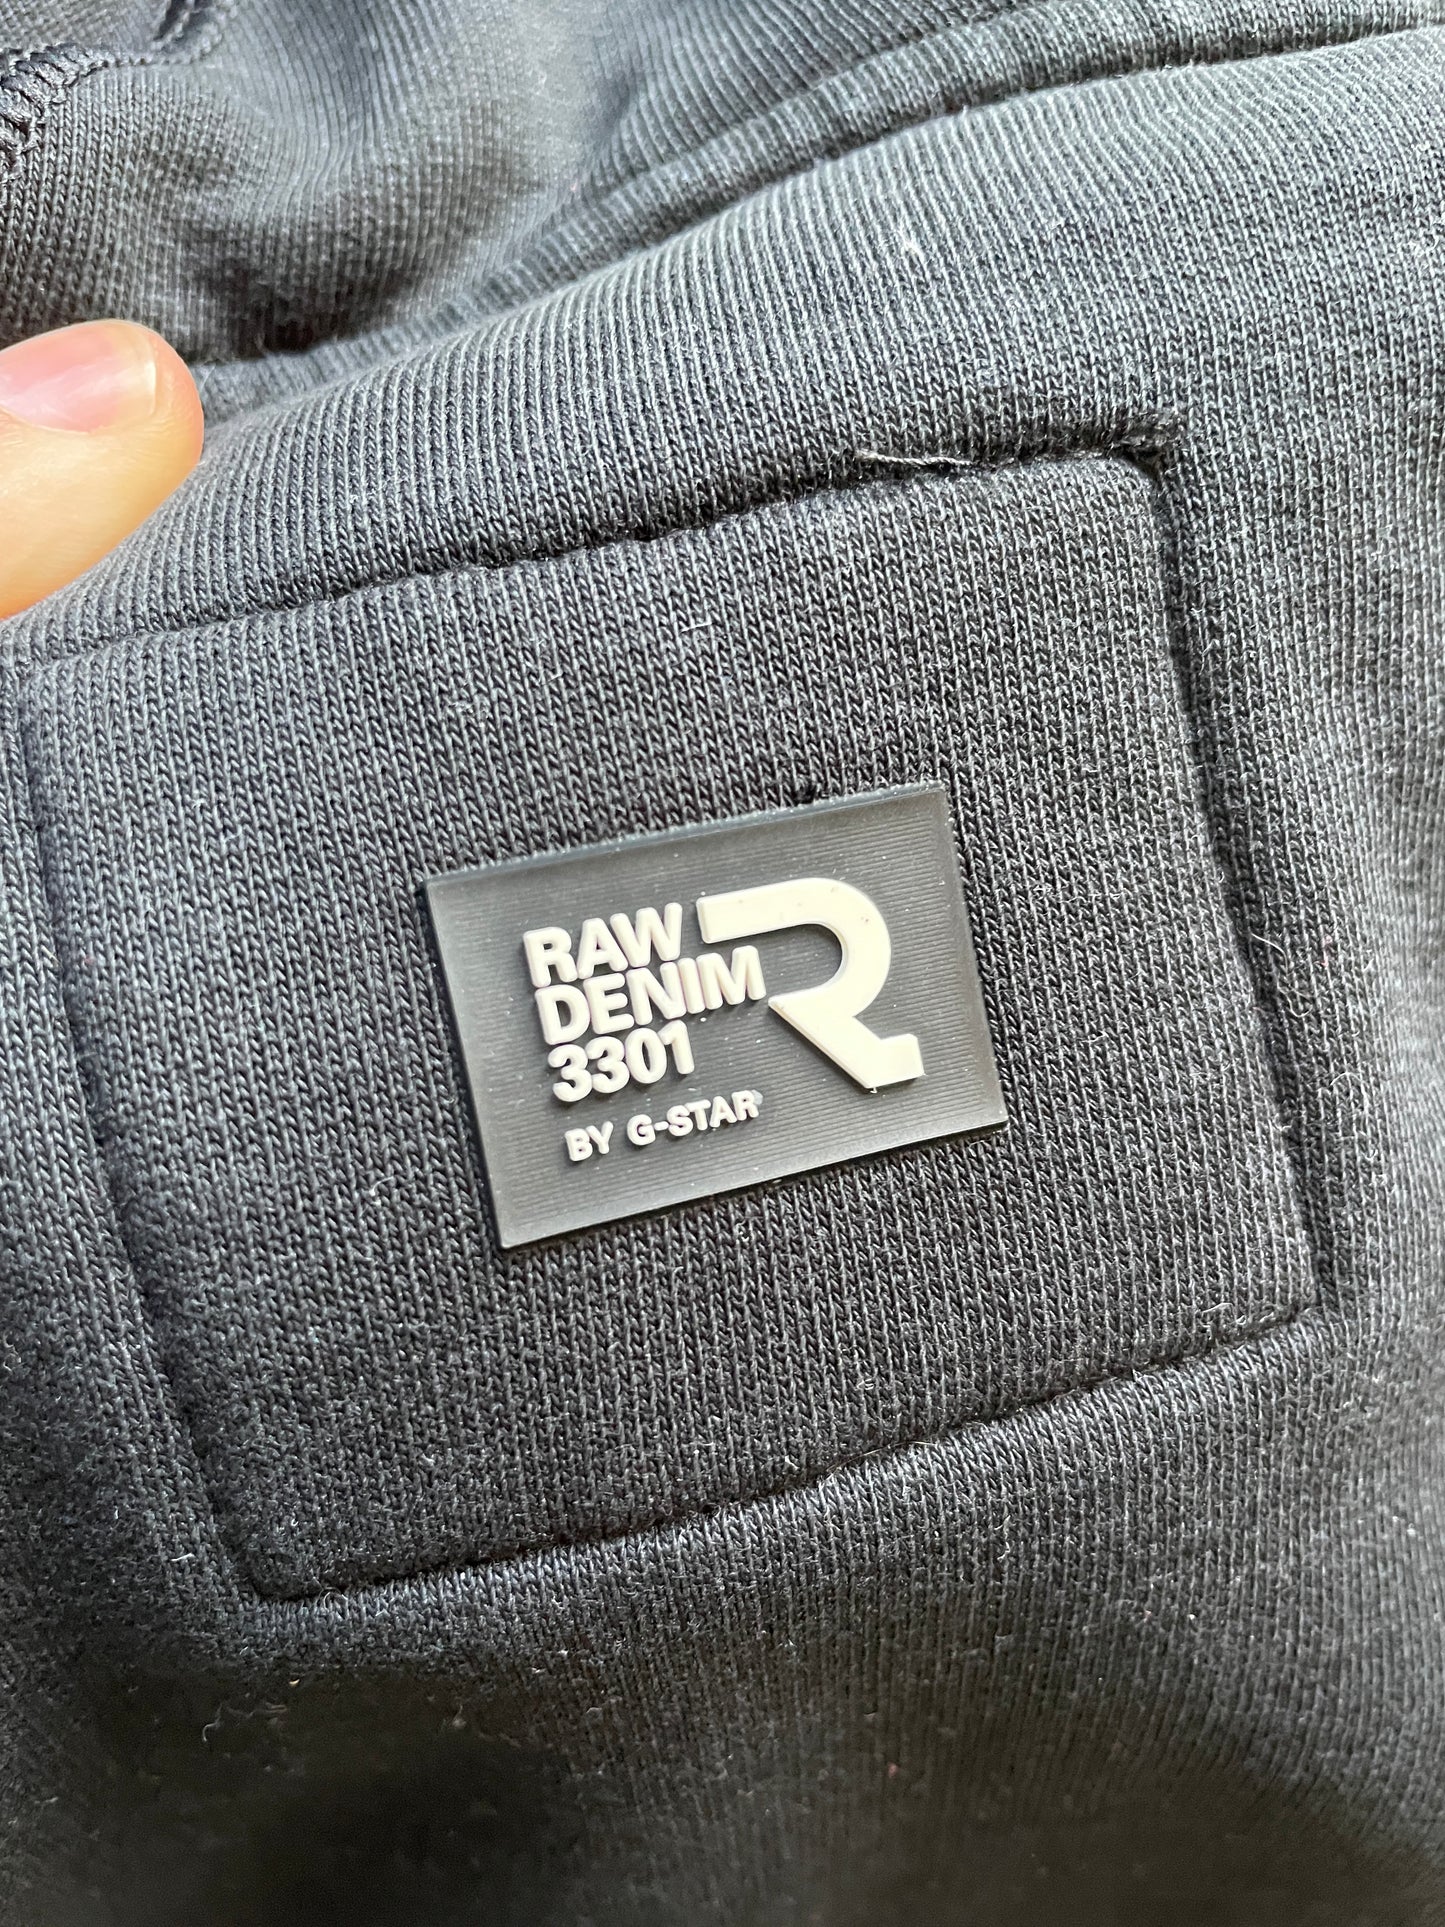 RAW
DENIM
3301
BY G-STAR
R